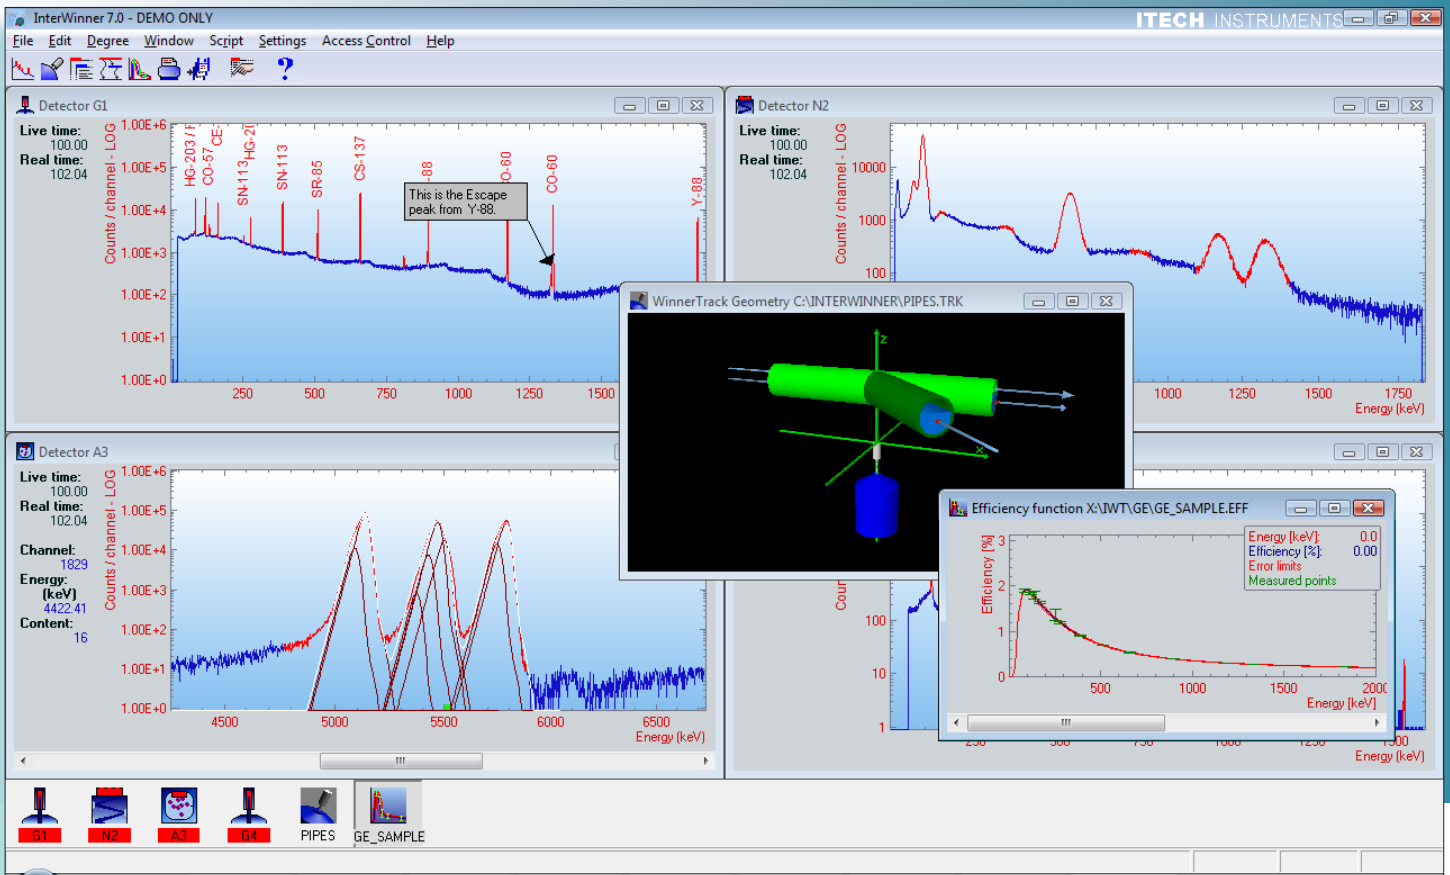 InterWinner 7.0 - DEMO ONLY
ITECH INSTRUMENTS
File Edit Degree Window Script Settings Access Control Help
Detector G1
Live time:
100.00
Real time:
102.04
Counts / channel - LOG
1.00E+6
1.00E+5
1.00E+4
1.00E+3
1.00E+2
1.00E+1
1.00E+0
HG-203 /
CO-57
CE-
SN-113
HG-20
SN-113
SR-85
CS-137
-88
O-60
CO-60
Y-88
This is the Escape
peak from Y-88.
250 500 750 1000 1250 1500
Detector N2
Live time:
100.00
Real time:
102.04
Counts / channel - LOG
10000
1000
100
1000 1250 1500 1750
Energy (keV)
WinnerTrack Geometry C:\INTERWINNER\PIPES.TRK
z
x
Detector A3
Live time:
100.00
Real time:
102.04
Channel:
1829
Energy:
(keV)
4422.41
Content:
16
Counts / channel - LOG
1.00E+6
1.00E+5
1.00E+4
1.00E+3
1.00E+2
1.00E+1
1.00E+0
4500 5000 5500 6000 6500
Energy (keV)
Coun
100
10
1
Energy (keV)
Efficiency function X:\IWT\GE\GE_SAMPLE.EFF
Efficiency [%]
3
2
1
0
Energy [keV]: 0.0
Efficiency [%]: 0.00
Error limits
Measured points
500 1000 1500 2000
Energy [keV]
G1 N2 A3 G4 PIPES GE_SAMPLE